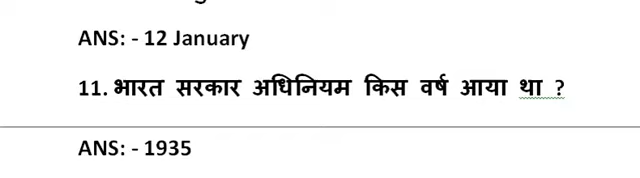 ANS: - 12 January
11. भारत सरकार अधिनियम किस वर्ष आया था ?
ANS: - 1935